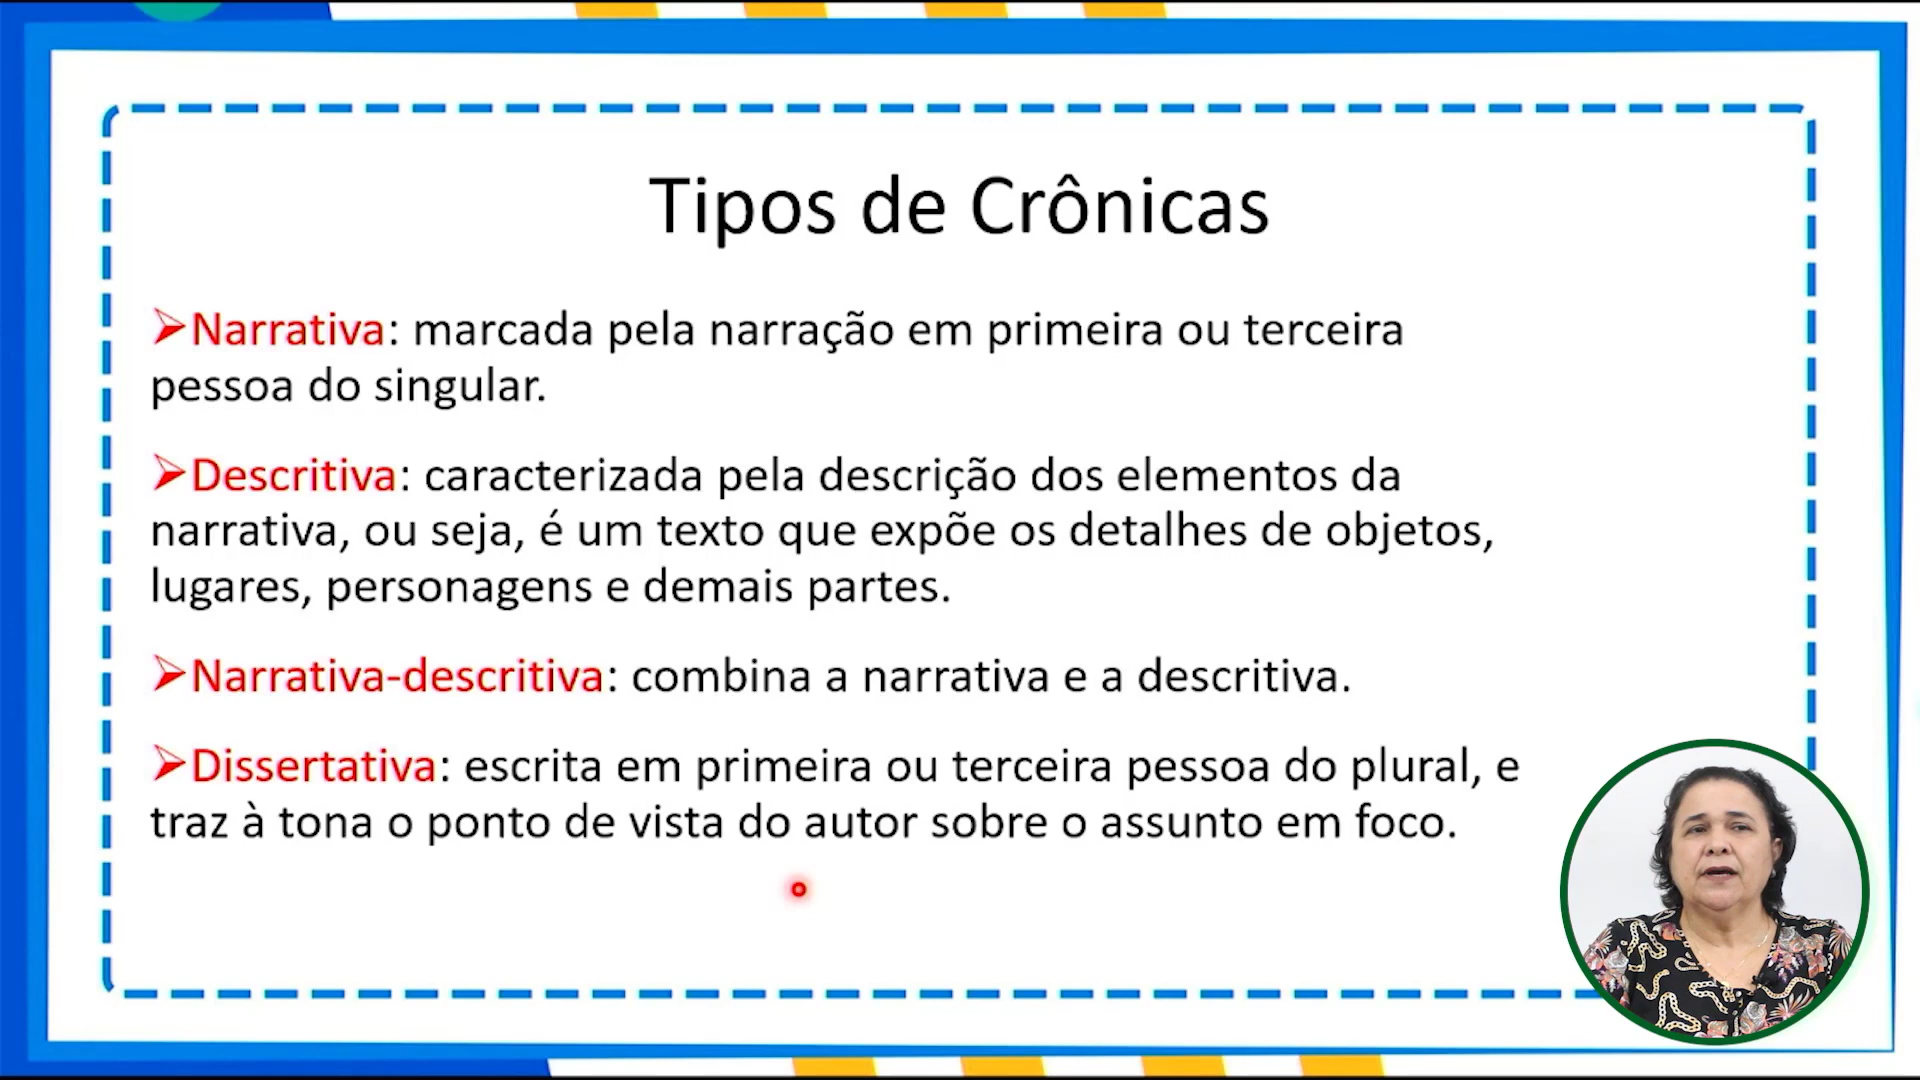 Tipos de Crônicas
➢Narrativa: marcada pela narração em primeira ou terceira
pessoa do singular.
➢Descritiva: caracterizada pela descrição dos elementos da
narrativa, ou seja, é um texto que expõe os detalhes de objetos,
lugares, personagens e demais partes.
➢Narrativa-descritiva: combina a narrativa e a descritiva.
➢Dissertativa: escrita em primeira ou terceira pessoa do plural, e
traz à tona o ponto de vista do autor sobre o assunto em foco.